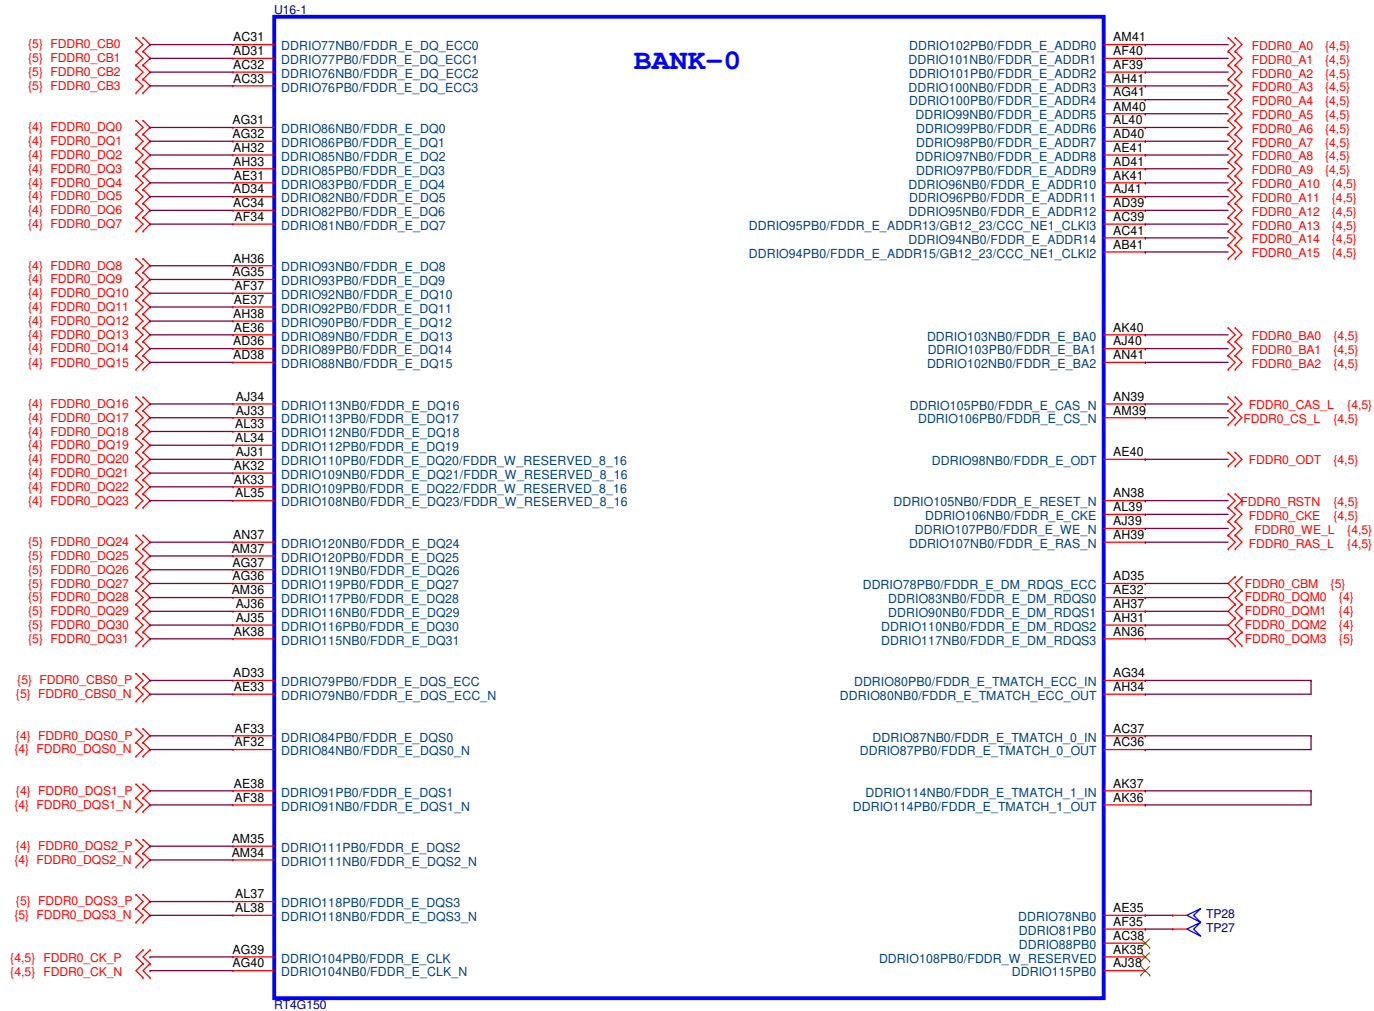 U16-1
BANK-0
{5} FDDR0_CB0 AC31 DDRIO77NB0/FDDR_E_DQ_ECC0
{5} FDDR0_CB1 AD31 DDRIO77PB0/FDDR_E_DQ_ECC1
{5} FDDR0_CB2 AC32 DDRIO76NB0/FDDR_E_DQ_ECC2
{5} FDDR0_CB3 AC33 DDRIO76PB0/FDDR_E_DQ_ECC3
{4} FDDR0_DQ0 AG31 DDRIO86NB0/FDDR_E_DQ0
{4} FDDR0_DQ1 AG32 DDRIO86PB0/FDDR_E_DQ1
{4} FDDR0_DQ2 AH32 DDRIO85NB0/FDDR_E_DQ2
{4} FDDR0_DQ3 AH33 DDRIO85PB0/FDDR_E_DQ3
{4} FDDR0_DQ4 AE31 DDRIO83PB0/FDDR_E_DQ4
{4} FDDR0_DQ5 AD34 DDRIO82NB0/FDDR_E_DQ5
{4} FDDR0_DQ6 AC34 DDRIO82PB0/FDDR_E_DQ6
{4} FDDR0_DQ7 AF34 DDRIO81NB0/FDDR_E_DQ7
{4} FDDR0_DQ8 AH36 DDRIO93NB0/FDDR_E_DQ8
{4} FDDR0_DQ9 AG35 DDRIO93PB0/FDDR_E_DQ9
{4} FDDR0_DQ10 AF37 DDRIO92NB0/FDDR_E_DQ10
{4} FDDR0_DQ11 AE37 DDRIO92PB0/FDDR_E_DQ11
{4} FDDR0_DQ12 AH38 DDRIO90PB0/FDDR_E_DQ12
{4} FDDR0_DQ13 AE36 DDRIO89NB0/FDDR_E_DQ13
{4} FDDR0_DQ14 AD36 DDRIO89PB0/FDDR_E_DQ14
{4} FDDR0_DQ15 AD38 DDRIO88NB0/FDDR_E_DQ15
{4} FDDR0_DQ16 AJ34 DDRIO113NB0/FDDR_E_DQ16
{4} FDDR0_DQ17 AJ33 DDRIO113PB0/FDDR_E_DQ17
{4} FDDR0_DQ18 AL33 DDRIO112NB0/FDDR_E_DQ18
{4} FDDR0_DQ19 AL34 DDRIO112PB0/FDDR_E_DQ19
{4} FDDR0_DQ20 AJ31 DDRIO110PB0/FDDR_E_DQ20/FDDR_W_RESERVED_8_16
{4} FDDR0_DQ21 AK32 DDRIO109NB0/FDDR_E_DQ21/FDDR_W_RESERVED_8_16
{4} FDDR0_DQ22 AK33 DDRIO109PB0/FDDR_E_DQ22/FDDR_W_RESERVED_8_16
{4} FDDR0_DQ23 AL35 DDRIO108NB0/FDDR_E_DQ23/FDDR_W_RESERVED_8_16
{5} FDDR0_DQ24 AN37 DDRIO120NB0/FDDR_E_DQ24
{5} FDDR0_DQ25 AM37 DDRIO120PB0/FDDR_E_DQ25
{5} FDDR0_DQ26 AG37 DDRIO119NB0/FDDR_E_DQ26
{5} FDDR0_DQ27 AG36 DDRIO119PB0/FDDR_E_DQ27
{5} FDDR0_DQ28 AM36 DDRIO117PB0/FDDR_E_DQ28
{5} FDDR0_DQ29 AJ36 DDRIO116NB0/FDDR_E_DQ29
{5} FDDR0_DQ30 AJ35 DDRIO116PB0/FDDR_E_DQ30
{5} FDDR0_DQ31 AK38 DDRIO115NB0/FDDR_E_DQ31
{5} FDDR0_CBS0_P AD33 DDRIO79PB0/FDDR_E_DQS_ECC
{5} FDDR0_CBS0_N AE33 DDRIO79NB0/FDDR_E_DQS_ECC_N
{4} FDDR0_DQS0_P AF33 DDRIO84PB0/FDDR_E_DQS0
{4} FDDR0_DQS0_N AF32 DDRIO84NB0/FDDR_E_DQS0_N
{4} FDDR0_DQS1_P AE38 DDRIO91PB0/FDDR_E_DQS1
{4} FDDR0_DQS1_N AF38 DDRIO91NB0/FDDR_E_DQS1_N
{4} FDDR0_DQS2_P AM35 DDRIO111PB0/FDDR_E_DQS2
{4} FDDR0_DQS2_N AM34 DDRIO111NB0/FDDR_E_DQS2_N
{5} FDDR0_DQS3_P AL37 DDRIO118PB0/FDDR_E_DQS3
{5} FDDR0_DQS3_N AL38 DDRIO118NB0/FDDR_E_DQS3_N
{4,5} FDDR0_CK_P AG39 DDRIO104PB0/FDDR_E_CLK
{4,5} FDDR0_CK_N AG40 DDRIO104NB0/FDDR_E_CLK_N
DDRIO102PB0/FDDR_E_ADDR0 AM41 FDDR0_A0 {4,5}
DDRIO101NB0/FDDR_E_ADDR1 AF40 FDDR0_A1 {4,5}
DDRIO101PB0/FDDR_E_ADDR2 AF39 FDDR0_A2 {4,5}
DDRIO100NB0/FDDR_E_ADDR3 AH41 FDDR0_A3 {4,5}
DDRIO100PB0/FDDR_E_ADDR4 AG41 FDDR0_A4 {4,5}
DDRIO99NB0/FDDR_E_ADDR5 AM40 FDDR0_A5 {4,5}
DDRIO99PB0/FDDR_E_ADDR6 AL40 FDDR0_A6 {4,5}
DDRIO98PB0/FDDR_E_ADDR7 AD40 FDDR0_A7 {4,5}
DDRIO97NB0/FDDR_E_ADDR8 AE41 FDDR0_A8 {4,5}
DDRIO97PB0/FDDR_E_ADDR9 AD41 FDDR0_A9 {4,5}
DDRIO96NB0/FDDR_E_ADDR10 AK41 FDDR0_A10 {4,5}
DDRIO96PB0/FDDR_E_ADDR11 AJ41 FDDR0_A11 {4,5}
DDRIO95NB0/FDDR_E_ADDR12 AD39 FDDR0_A12 {4,5}
DDRIO95PB0/FDDR_E_ADDR13/GB12_23/CCC_NE1_CLKI3 AC39 FDDR0_A13 {4,5}
DDRIO94NB0/FDDR_E_ADDR14 AC41 FDDR0_A14 {4,5}
DDRIO94PB0/FDDR_E_ADDR15/GB12_23/CCC_NE1_CLKI2 AB41 FDDR0_A15 {4,5}
DDRIO103NB0/FDDR_E_BA0 AK40 FDDR0_BA0 {4,5}
DDRIO103PB0/FDDR_E_BA1 AJ40 FDDR0_BA1 {4,5}
DDRIO102NB0/FDDR_E_BA2 AN41 FDDR0_BA2 {4,5}
DDRIO105PB0/FDDR_E_CAS_N AN39 FDDR0_CAS_L {4,5}
DDRIO106PB0/FDDR_E_CS_N AM39 FDDR0_CS_L {4,5}
DDRIO98NB0/FDDR_E_ODT AE40 FDDR0_ODT {4,5}
DDRIO105NB0/FDDR_E_RESET_N AN38 FDDR0_RSTN {4,5}
DDRIO106NB0/FDDR_E_CKE AL39 FDDR0_CKE {4,5}
DDRIO107PB0/FDDR_E_WE_N AJ39 FDDR0_WE_L {4,5}
DDRIO107NB0/FDDR_E_RAS_N AH39 FDDR0_RAS_L {4,5}
DDRIO78PB0/FDDR_E_DM_RDQS_ECC AD35 FDDR0_CBM {5}
DDRIO83NB0/FDDR_E_DM_RDQS0 AE32 FDDR0_DQM0 {4}
DDRIO90NB0/FDDR_E_DM_RDQS1 AH37 FDDR0_DQM1 {4}
DDRIO110NB0/FDDR_E_DM_RDQS2 AH31 FDDR0_DQM2 {4}
DDRIO117NB0/FDDR_E_DM_RDQS3 AN36 FDDR0_DQM3 {5}
DDRIO80PB0/FDDR_E_TMATCH_ECC_IN AG34
DDRIO80NB0/FDDR_E_TMATCH_ECC_OUT AH34
DDRIO87NB0/FDDR_E_TMATCH_0_IN AC37
DDRIO87PB0/FDDR_E_TMATCH_0_OUT AC36
DDRIO114NB0/FDDR_E_TMATCH_1_IN AK37
DDRIO114PB0/FDDR_E_TMATCH_1_OUT AK36
DDRIO78NB0 AE35 TP28
DDRIO81PB0 AF35 TP27
DDRIO88PB0 AC38
DDRIO108PB0/FDDR_W_RESERVED AK35
DDRIO115PB0 AJ38
RT4G150